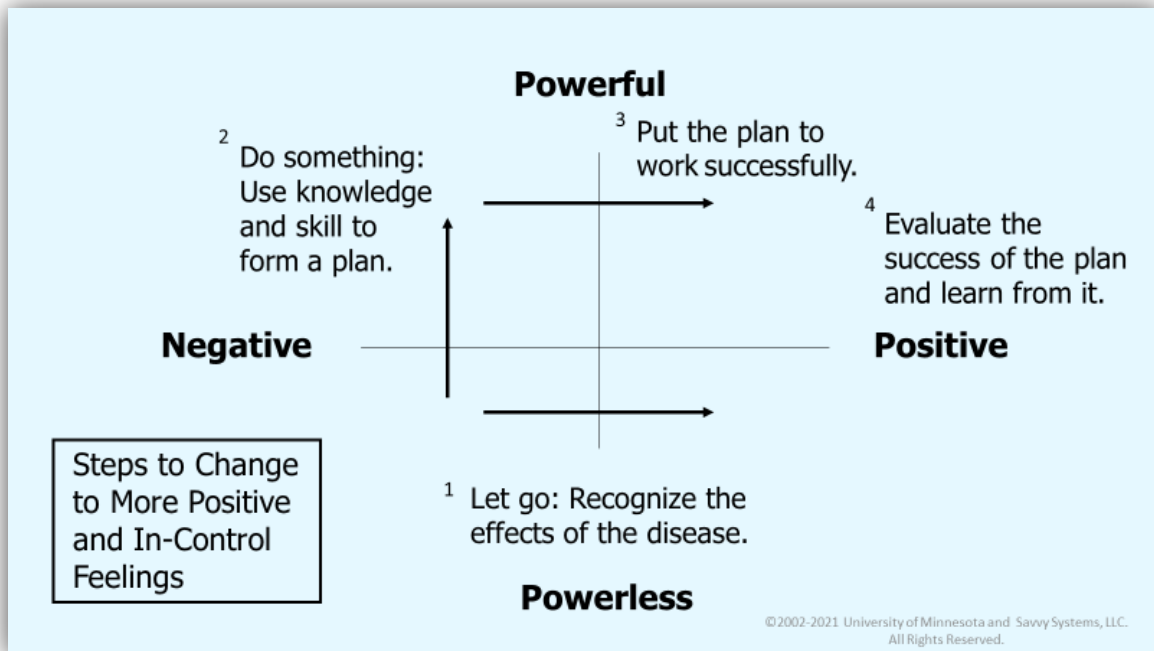 Powerful
2
Do something:
Use knowledge
and skill to
form a plan.
3
Put the plan to
work successfully.
4
Evaluate the
success of the plan
and learn from it.
Negative
Positive
Steps to Change
to More Positive
and In-Control
Feelings
1
Let go: Recognize the
effects of the disease.
Powerless
©2002-2021 University of Minnesota and Savvy Systems, LLC.
All Rights Reserved.